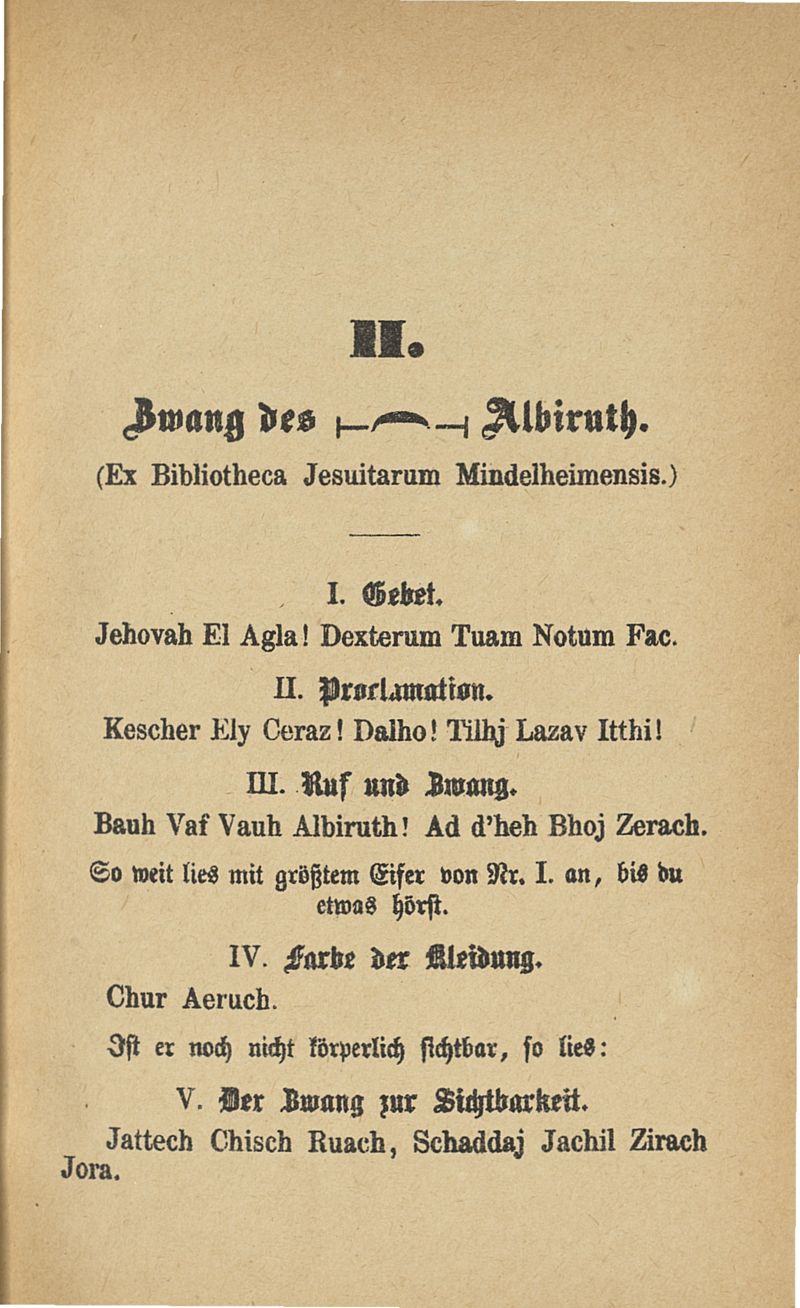 II.
Zwang des Albiruth.
(Ex Bibliotheca Jesuitarum Mindelheimensis.)
I. Gebet.
Jehovah El Agla! Dexterum Tuam Notum Fac.
II. Proclamation.
Kescher Ely Ceraz! Dalho! Tilhj Lazav Itthi!
III. Ruf und Zwang.
Bauh Vaf Vauh Albiruth! Ad d'heh Bhoj Zerach.
So weit lies mit größtem Eifer von Nr. I. an, bis du
etwas hörst.
IV. Farbe der Kleidung.
Chur Aeruch.
Ist er noch nicht körperlich sichtbar, so lies:
V. Der Zwang zur Sichtbarkeit.
Jattech Chisch Ruach, Schaddaj Jachil Zirach
Jora.